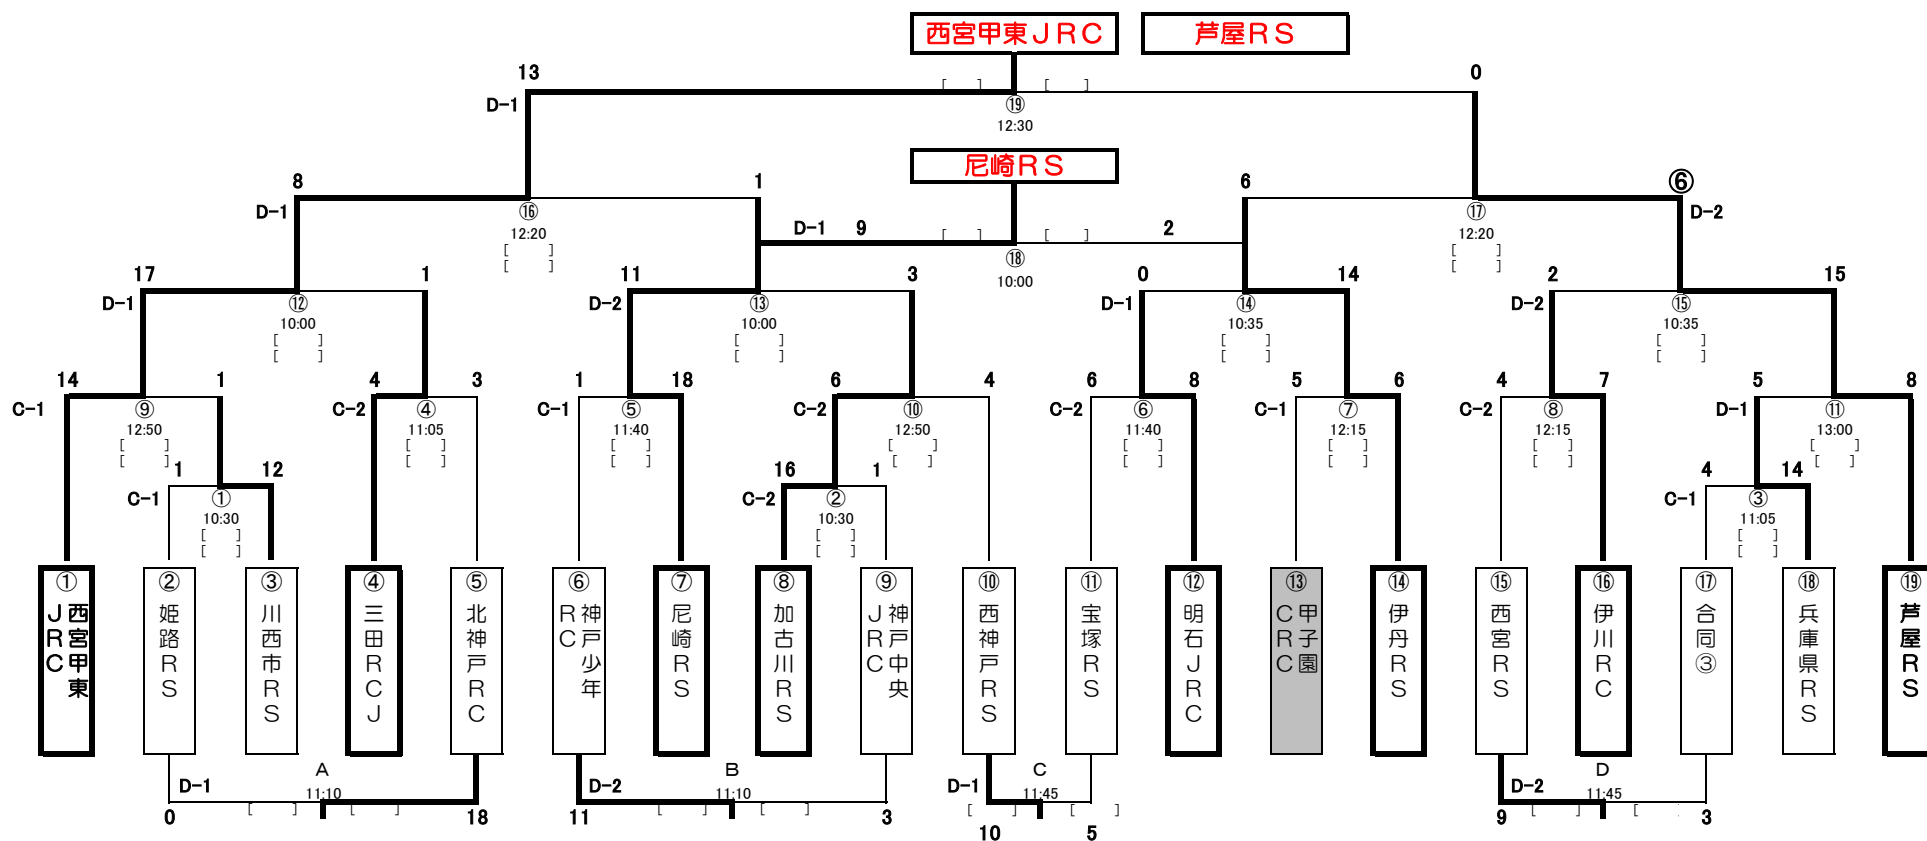 西宮甲東ＪＲＣ 芦屋ＲＳ
13 0
D-1 [ ] [ ]
⑲
12:30
尼崎ＲＳ
8 1 6 ⑥
D-1 ⑯ D-1 9 [ ] [ ] 2 ⑰ D-2
12:20 12:20
[ ] [ ]
[ ] [ ]
⑱
10:00
17 1 11 3 0 14 2 15
D-1 ⑫ D-2 ⑬ D-1 ⑭ D-2 ⑮
10:00 10:00 10:35 10:35
[ ] [ ] [ ] [ ]
[ ] [ ] [ ] [ ]
14 1 4 3 1 18 6 4 6 8 5 6 4 7 5 8
C-1 ⑨ C-2 ④ C-1 ⑤ C-2 ⑩ C-2 ⑥ C-1 ⑦ C-2 ⑧ D-1 ⑪
12:50 11:05 11:40 12:50 11:40 12:15 12:15 13:00
[ ] [ ] [ ] [ ] [ ] [ ] [ ] [ ]
[ ] [ ] [ ] [ ] [ ] [ ] [ ] [ ]
1 12 16 1 4 14
C-1 ① C-2 ② C-1 ③
10:30 10:30 11:05
[ ] [ ] [ ]
[ ] [ ] [ ]
① 西宮甲東ＪＲＣ
② 姫路ＲＳ
③ 川西市ＲＳ
④ 三田ＲＣＪ
⑤ 北神戸ＲＣ
⑥ 神戸少年ＲＣ
⑦ 尼崎ＲＳ
⑧ 加古川ＲＳ
⑨ 神戸中央ＪＲＣ
⑩ 西神戸ＲＳ
⑪ 宝塚ＲＳ
⑫ 明石ＪＲＣ
⑬ 甲子園ＣＲＣ
⑭ 伊丹ＲＳ
⑮ 西宮ＲＳ
⑯ 伊川ＲＣ
⑰ 合同③
⑱ 兵庫県ＲＳ
⑲ 芦屋ＲＳ
A B C D
D-1 11:10 D-2 11:10 D-1 11:45 D-2 11:45
[ ] [ ] [ ] [ ] [ ] [ ] [ ] [
0 18 11 3 10 5 9 3